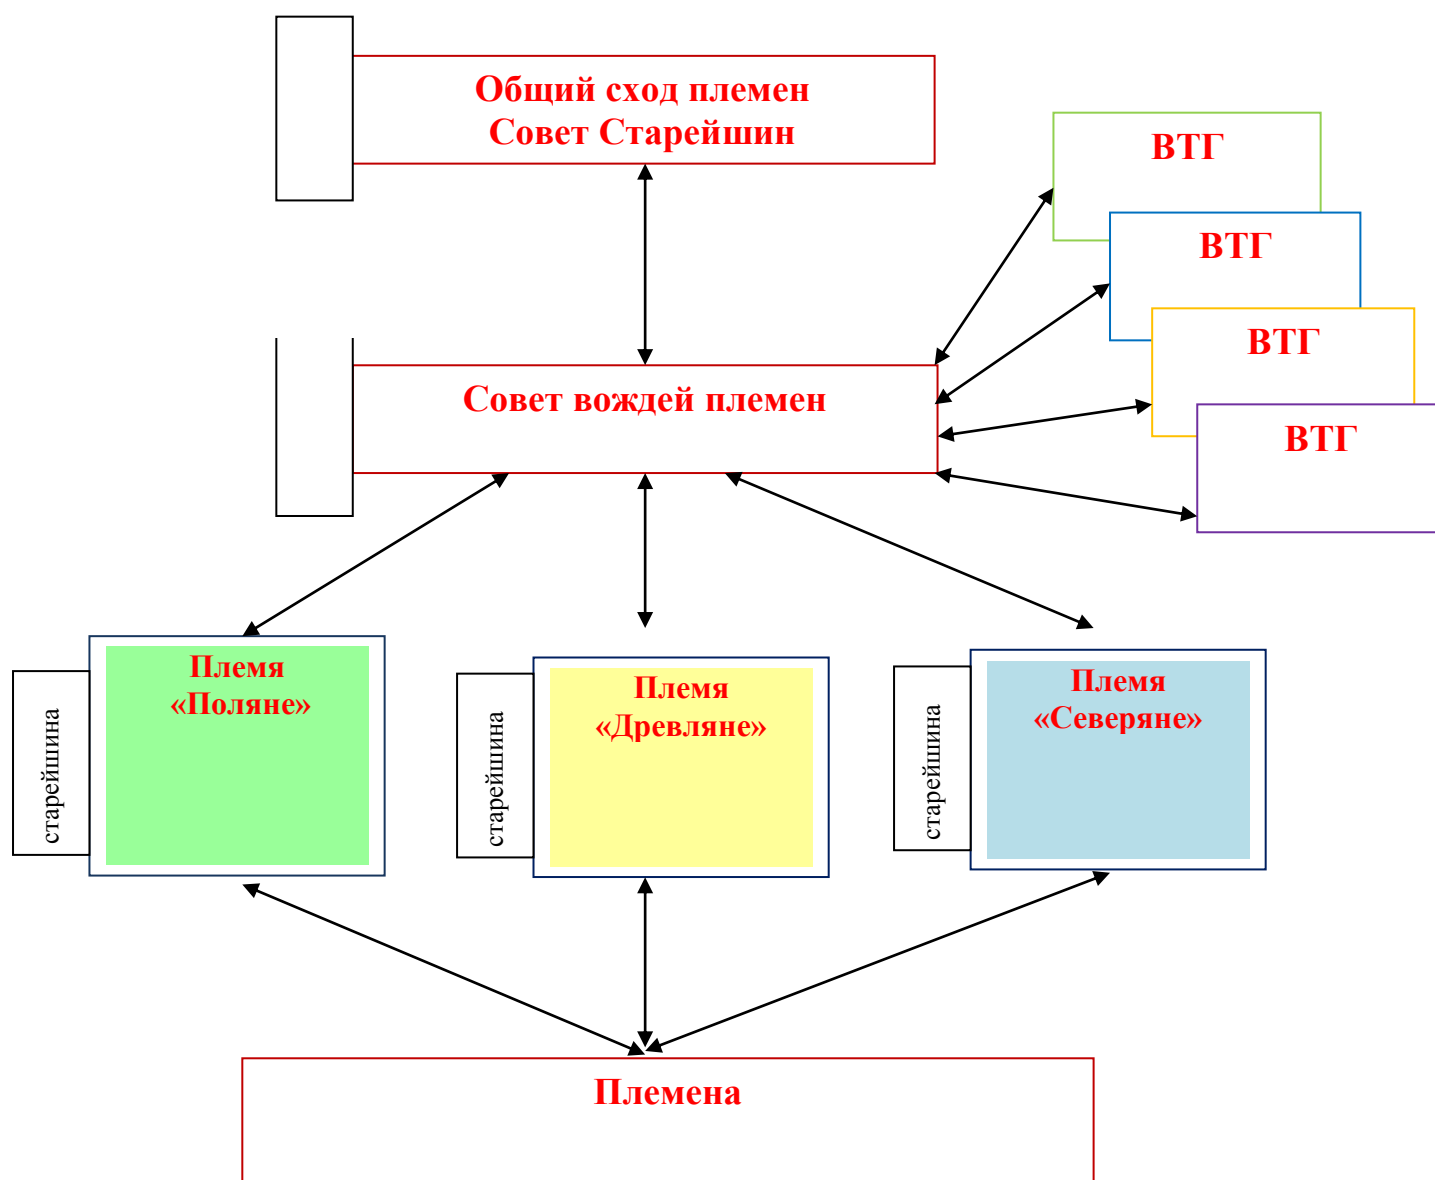 Общий сход племен
Совет Старейшин
ВТГ
ВТГ
ВТГ
ВТГ
Совет вождей племен
старейшина
Племя
«Поляне»
старейшина
Племя
«Древляне»
старейшина
Племя
«Северяне»
Племена